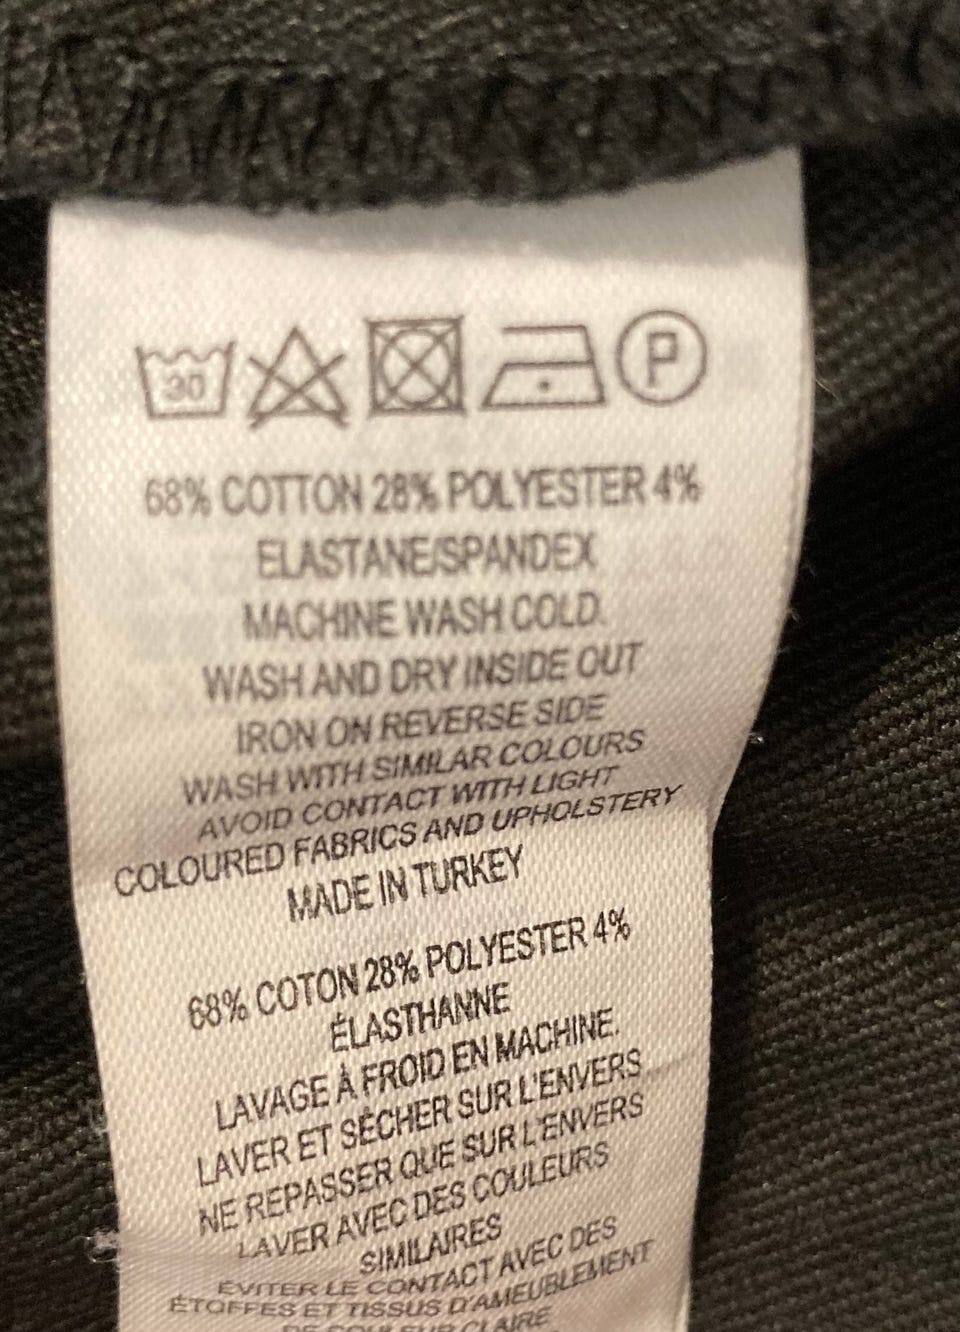 30
P
68% COTTON 28% POLYESTER 4%
ELASTANE/SPANDEX
MACHINE WASH COLD.
WASH AND DRY INSIDE OUT
IRON ON REVERSE SIDE
WASH WITH SIMILAR COLOURS
AVOID CONTACT WITH LIGHT
COLOURED FABRICS AND UPHOLSTERY
MADE IN TURKEY
68% COTON 28% POLYESTER 4%
ÉLASTHANNE
LAVAGE À FROID EN MACHINE.
LAVER ET SÉCHER SUR L'ENVERS
NE REPASSER QUE SUR L'ENVERS
LAVER AVEC DES COULEURS
SIMILAIRES
ÉVITER LE CONTACT AVEC DES
ÉTOFFES ET TISSUS D'AMEUBLEMENT
DE COULEUR CLAIRE